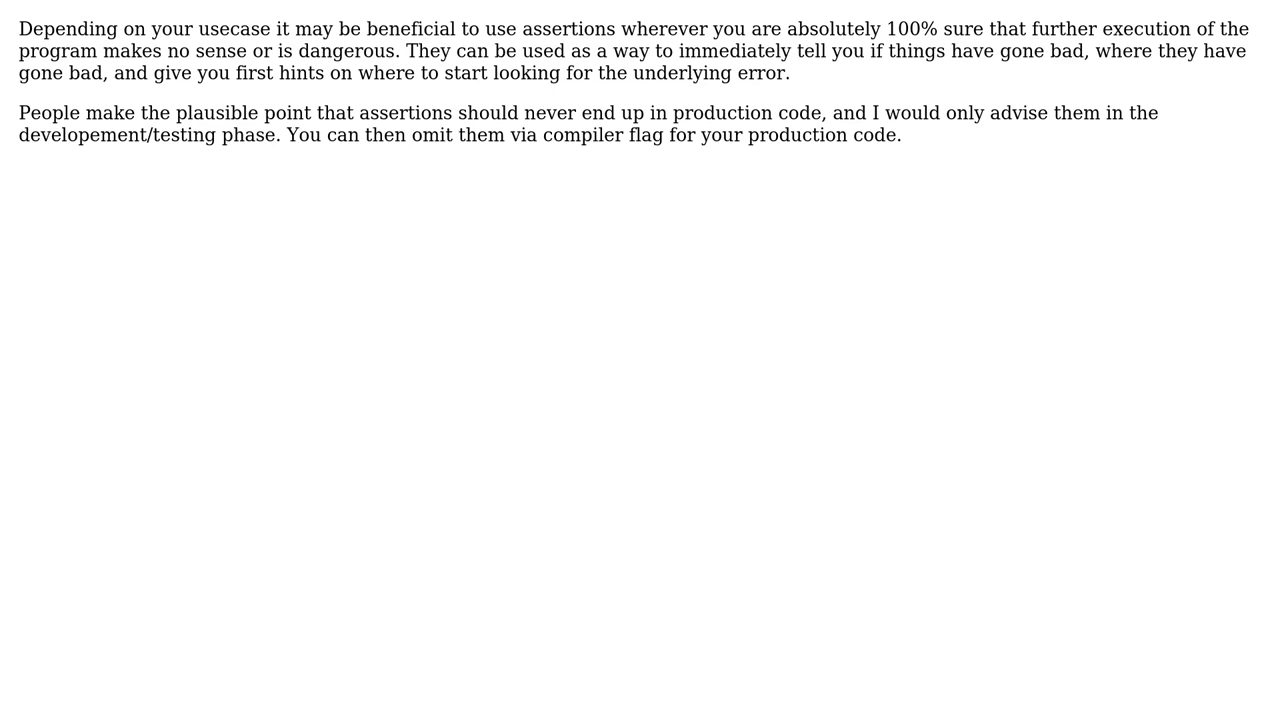 Depending on your usecase it may be beneficial to use assertions wherever you are absolutely 100% sure that further execution of the
program makes no sense or is dangerous. They can be used as a way to immediately tell you if things have gone bad, where they have
gone bad, and give you first hints on where to start looking for the underlying error.
People make the plausible point that assertions should never end up in production code, and I would only advise them in the
developement/testing phase. You can then omit them via compiler flag for your production code.